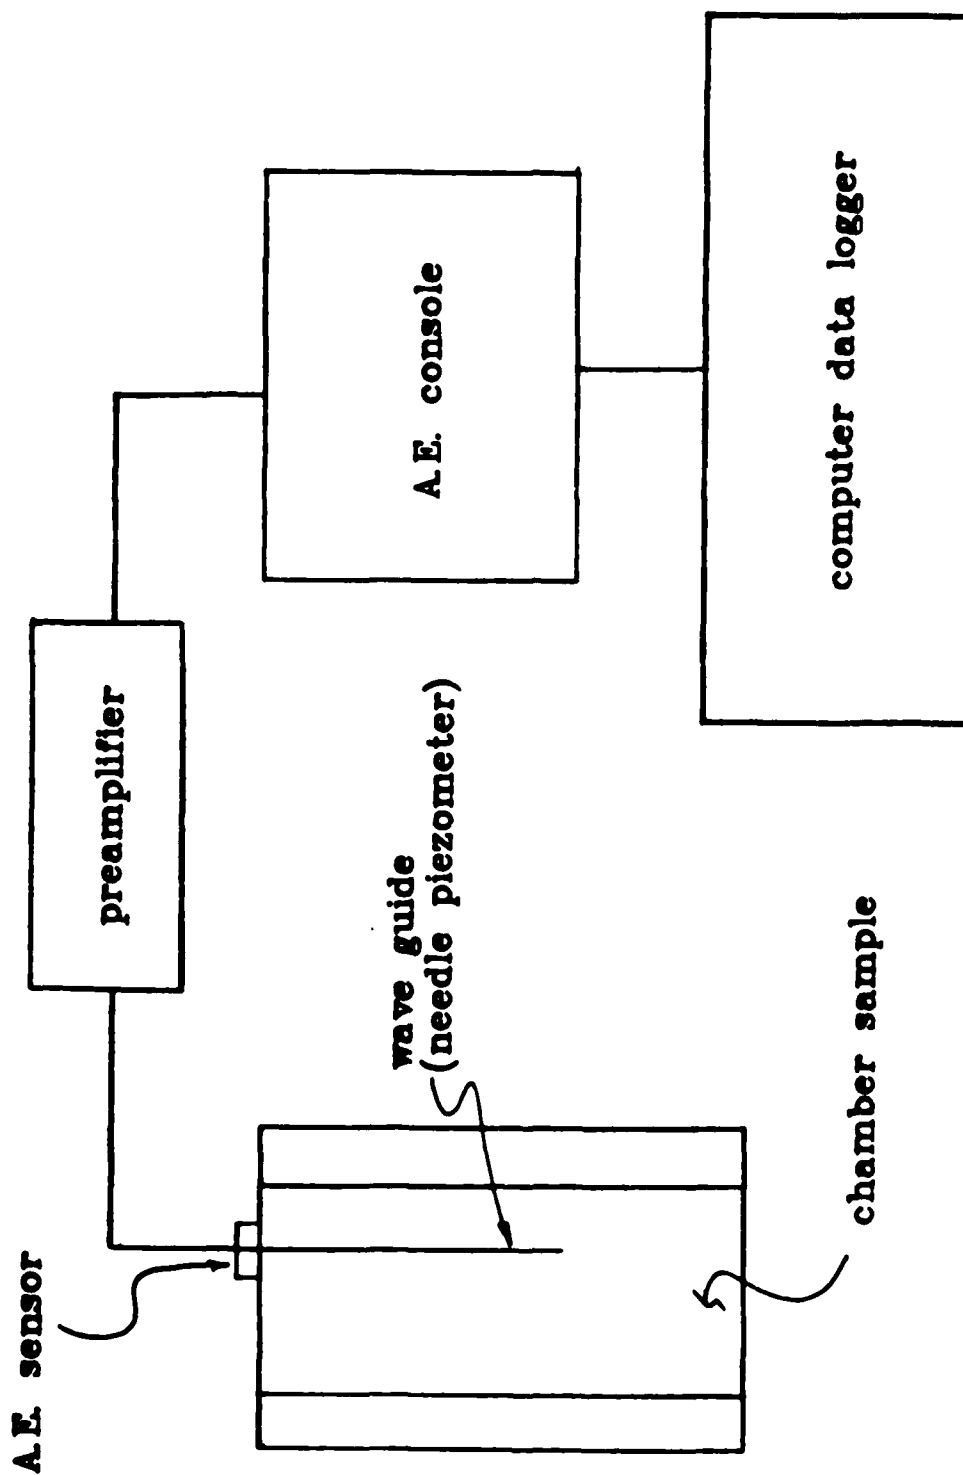 A.E. sensor
preamplifier
wave guide
(needle piezometer)
A.E. console
chamber sample
computer data logger